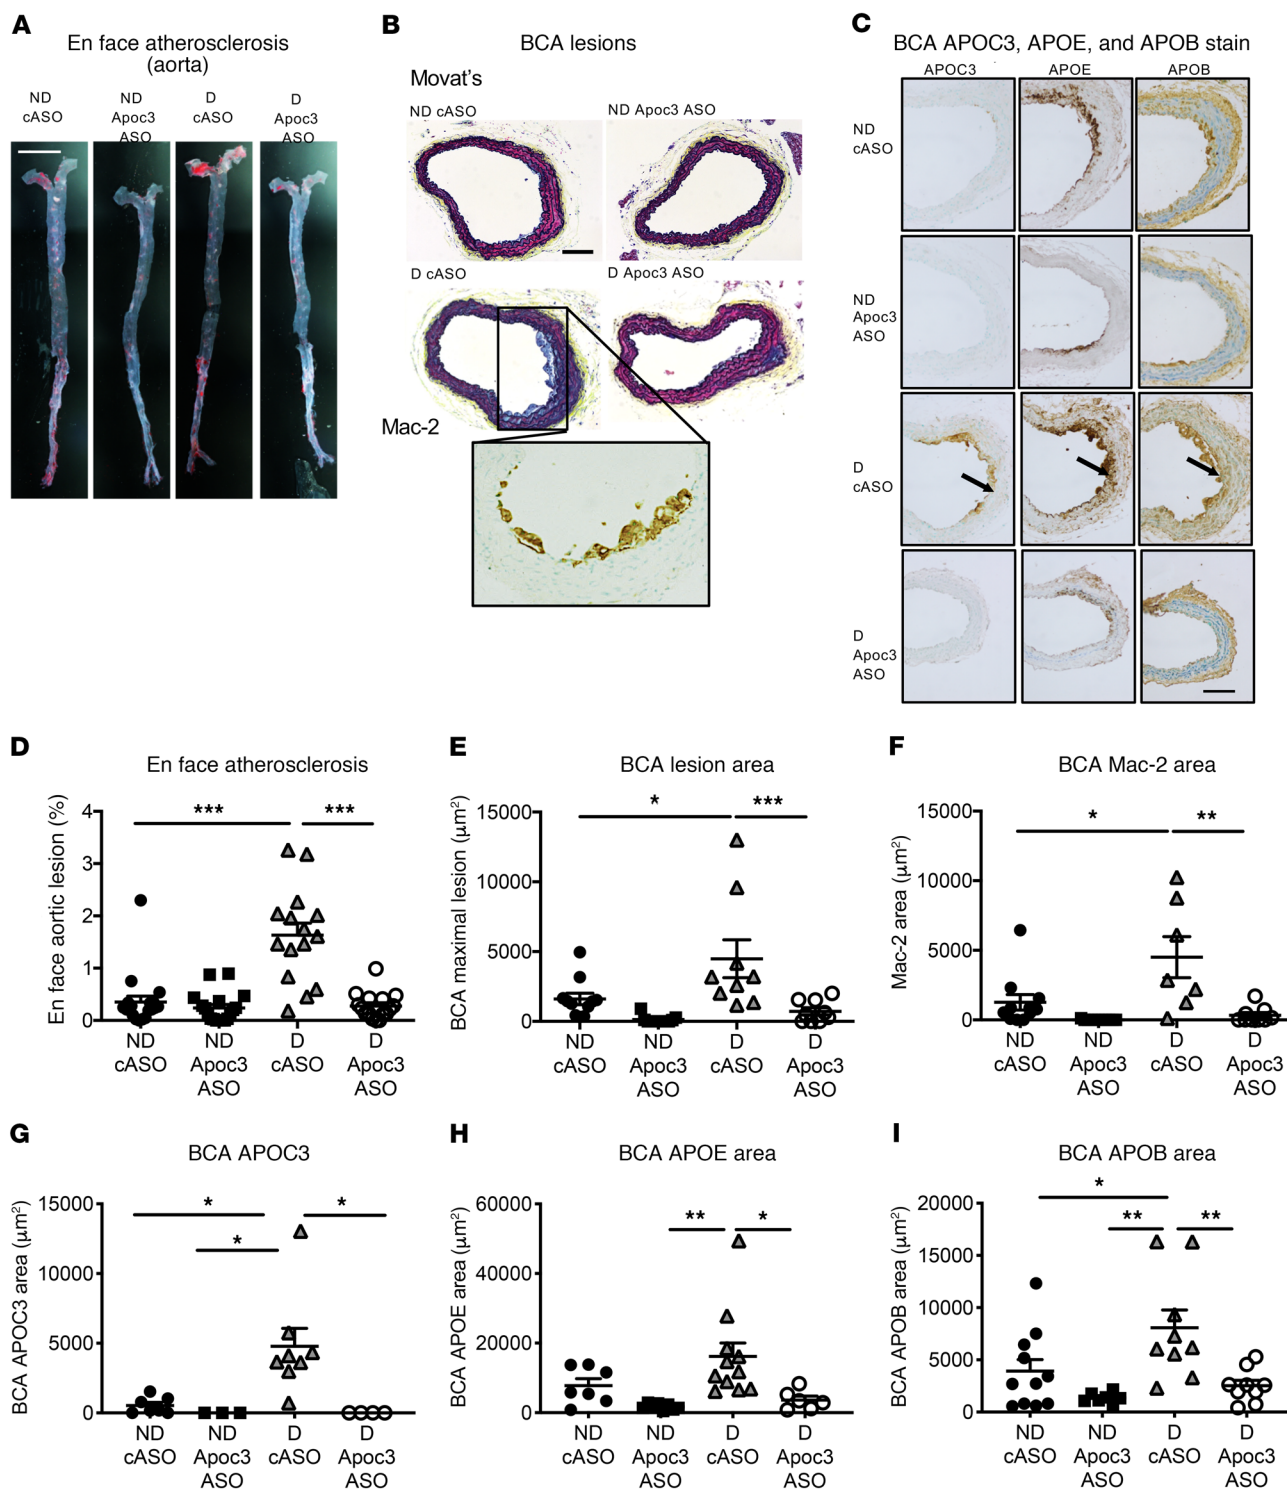 A
En face atherosclerosis
(aorta)
ND
cASO
ND
Apoc3
ASO
D
cASO
D
Apoc3
ASO
B
BCA lesions
Movat's
ND cASO
ND Apoc3 ASO
D cASO
D Apoc3 ASO
Mac-2
C
BCA APOC3, APOE, and APOB stain
APOC3
APOE
APOB
ND
cASO
ND
Apoc3
ASO
D
cASO
D
Apoc3
ASO
D
En face atherosclerosis
En face aortic lesion (%)
4
3
2
1
0
***
***
ND
cASO
ND
Apoc3
ASO
D
cASO
D
Apoc3
ASO
E
BCA lesion area
BCA maximal lesion (μm²)
15000
10000
5000
0
*
***
ND
cASO
ND
Apoc3
ASO
D
cASO
D
Apoc3
ASO
F
BCA Mac-2 area
Mac-2 area (μm²)
15000
10000
5000
0
*
**
ND
cASO
ND
Apoc3
ASO
D
cASO
D
Apoc3
ASO
G
BCA APOC3
BCA APOC3 area (μm²)
15000
10000
5000
0
*
*
*
ND
cASO
ND
Apoc3
ASO
D
cASO
D
Apoc3
ASO
H
BCA APOE area
BCA APOE area (μm²)
60000
40000
20000
0
**
*
ND
cASO
ND
Apoc3
ASO
D
cASO
D
Apoc3
ASO
I
BCA APOB area
BCA APOB area (μm²)
20000
15000
10000
5000
0
*
**
**
ND
cASO
ND
Apoc3
ASO
D
cASO
D
Apoc3
ASO